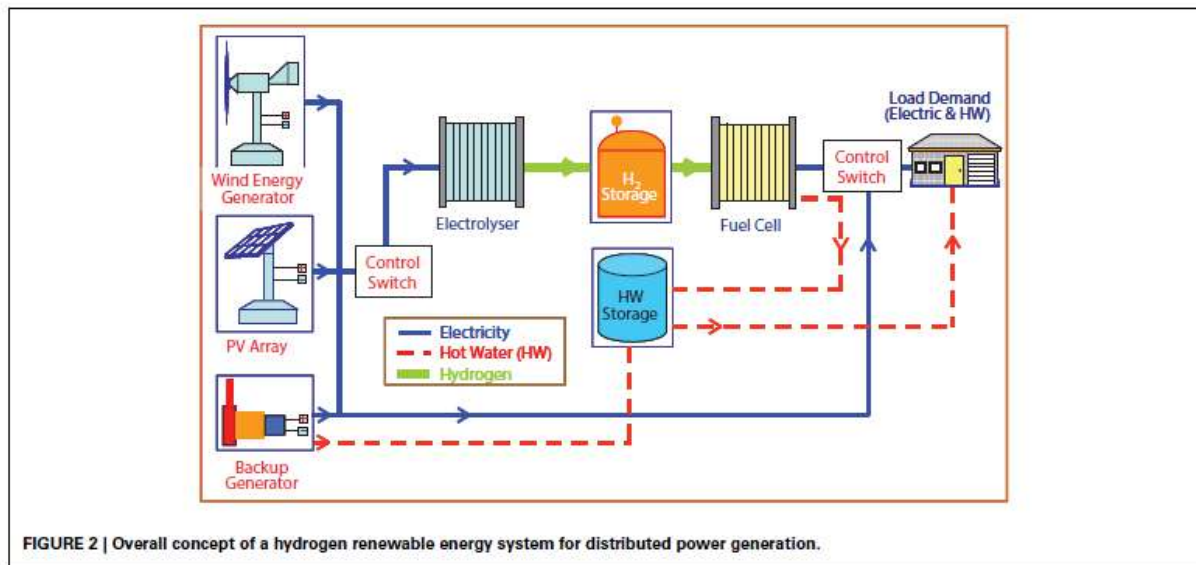 Wind Energy
Generator
PV Array
Backup
Generator
Control
Switch
Electrolyser
H₂
Storage
Fuel Cell
Control
Switch
Load Demand
(Electric & HW)
HW
Storage
Electricity
Hot Water (HW)
Hydrogen
FIGURE 2 | Overall concept of a hydrogen renewable energy system for distributed power generation.